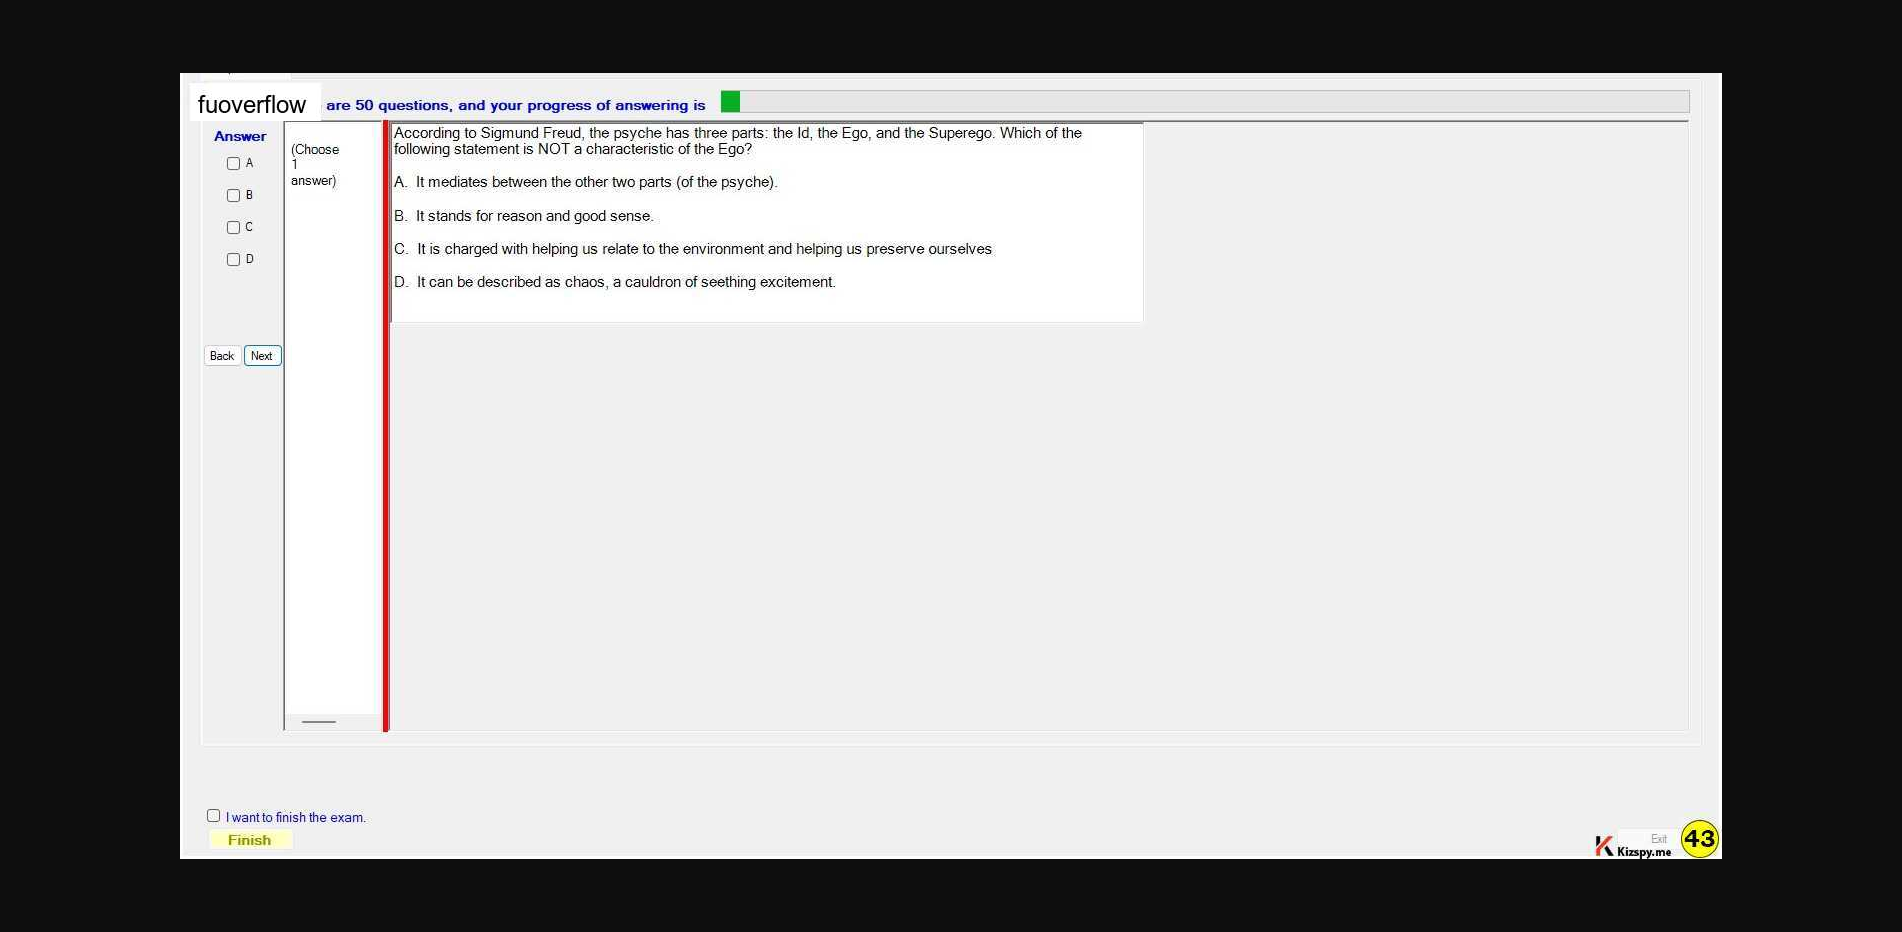 fuoverflow are 50 questions, and your progress of answering is
Answer
A
B
C
D
Back Next
(Choose
1
answer)
According to Sigmund Freud, the psyche has three parts: the Id, the Ego, and the Superego. Which of the
following statement is NOT a characteristic of the Ego?
A. It mediates between the other two parts (of the psyche).
B. It stands for reason and good sense.
C. It is charged with helping us relate to the environment and helping us preserve ourselves
D. It can be described as chaos, a cauldron of seething excitement.
I want to finish the exam.
Finish
Exit
Kizspy.me
43